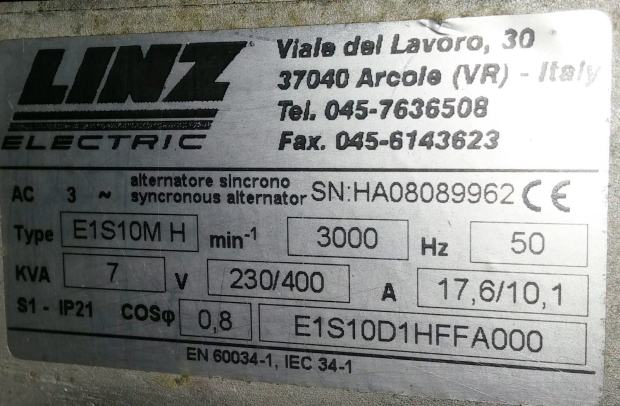 LINZ
ELECTRIC
Viale del Lavoro, 30
37040 Arcole (VR) - Italy
Tel. 045-7636508
Fax. 045-6143623
AC 3 ~ alternatore sincrono
syncronous alternator SN:HA08089962 CE
Type E1S10M H min-1 3000 Hz 50
KVA 7 V 230/400 A 17,6/10,1
S1 - IP21 COSφ 0,8 E1S10D1HFFA000
EN 60034-1, IEC 34-1